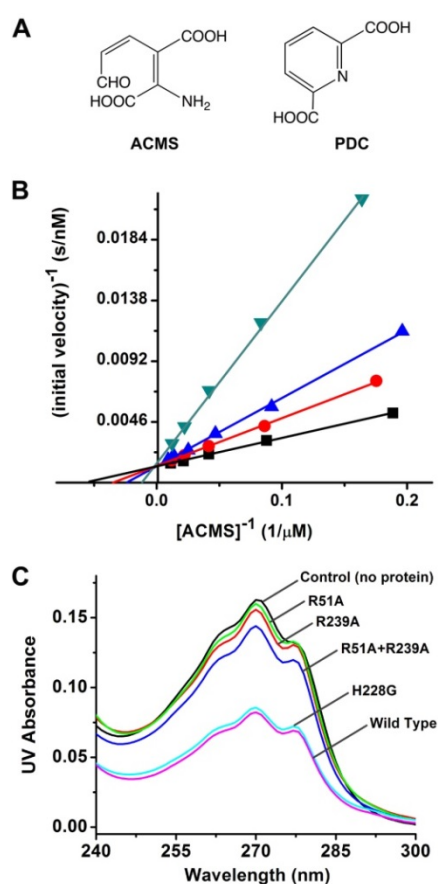 A
COOH
CHO
HOOC
NH2
ACMS
COOH
N
HOOC
PDC
B
(initial velocity)-1 (s/nM)
0.0184
0.0138
0.0092
0.0046
0.0
0.1
0.2
[ACMS]-1 (1/μM)
C
UV Absorbance
0.15
0.10
0.05
0.00
Control (no protein)
R51A
R239A
R51A+R239A
H228G
Wild Type
240
255
270
285
300
Wavelength (nm)